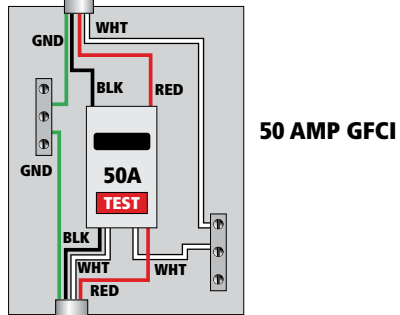 WHT
GND
BLK
RED
50 AMP GFCI
GND
50A
TEST
BLK
WHT
WHT
RED